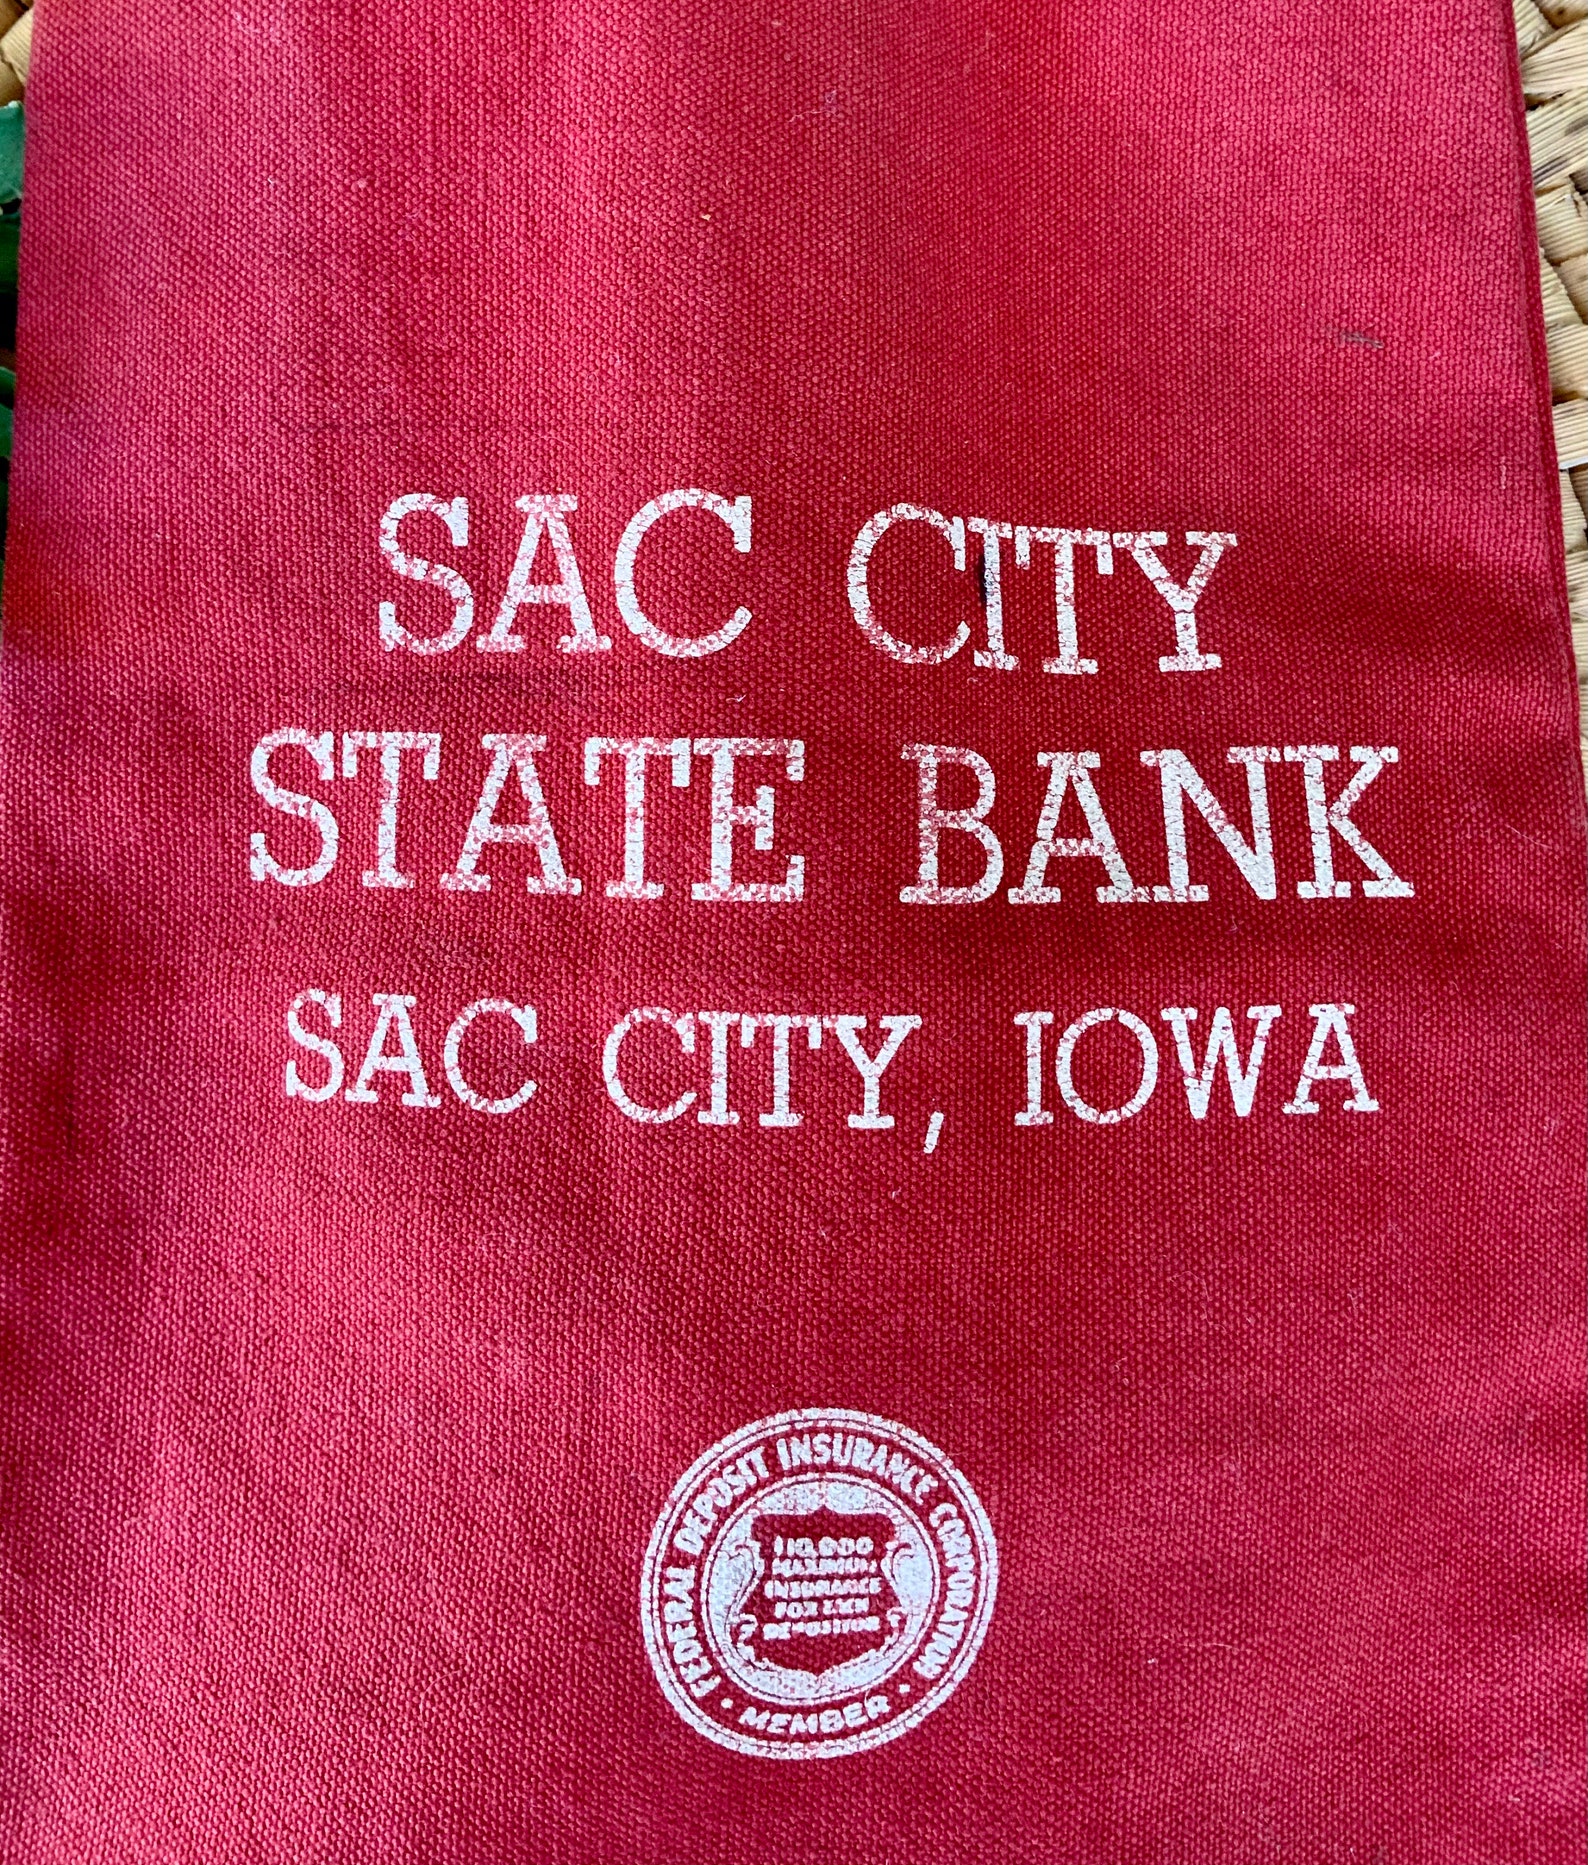 SAC CITY
STATE BANK
SAC CITY, IOWA
FEDERAL DEPOSIT INSURANCE CORPORATION
$10,000
MAXIMUM
INSURANCE
FOR EACH
DEPOSITOR
• MEMBER •